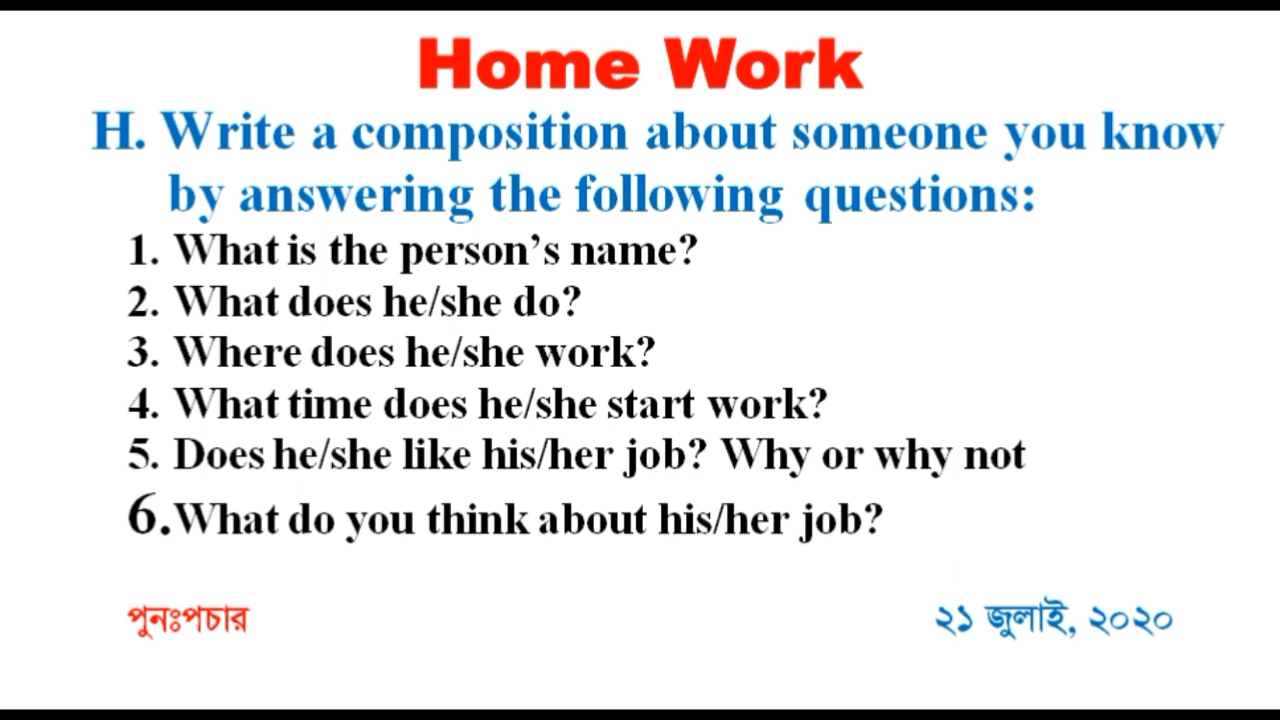 Home Work
H. Write a composition about someone you know
by answering the following questions:
1. What is the person’s name?
2. What does he/she do?
3. Where does he/she work?
4. What time does he/she start work?
5. Does he/she like his/her job? Why or why not
6.What do you think about his/her job?
পুনঃপচার ২১ জুলাই, ২০২০